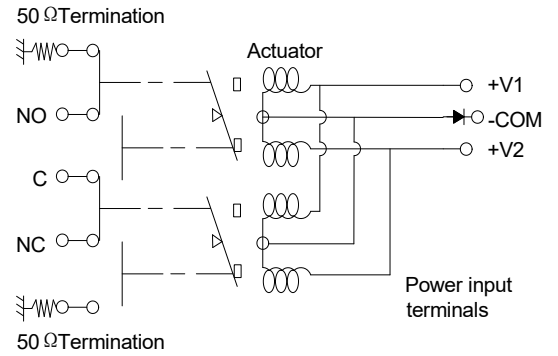 50 ΩTermination
Actuator
+V1
NO
-COM
+V2
C
NC
Power input
terminals
50 ΩTermination